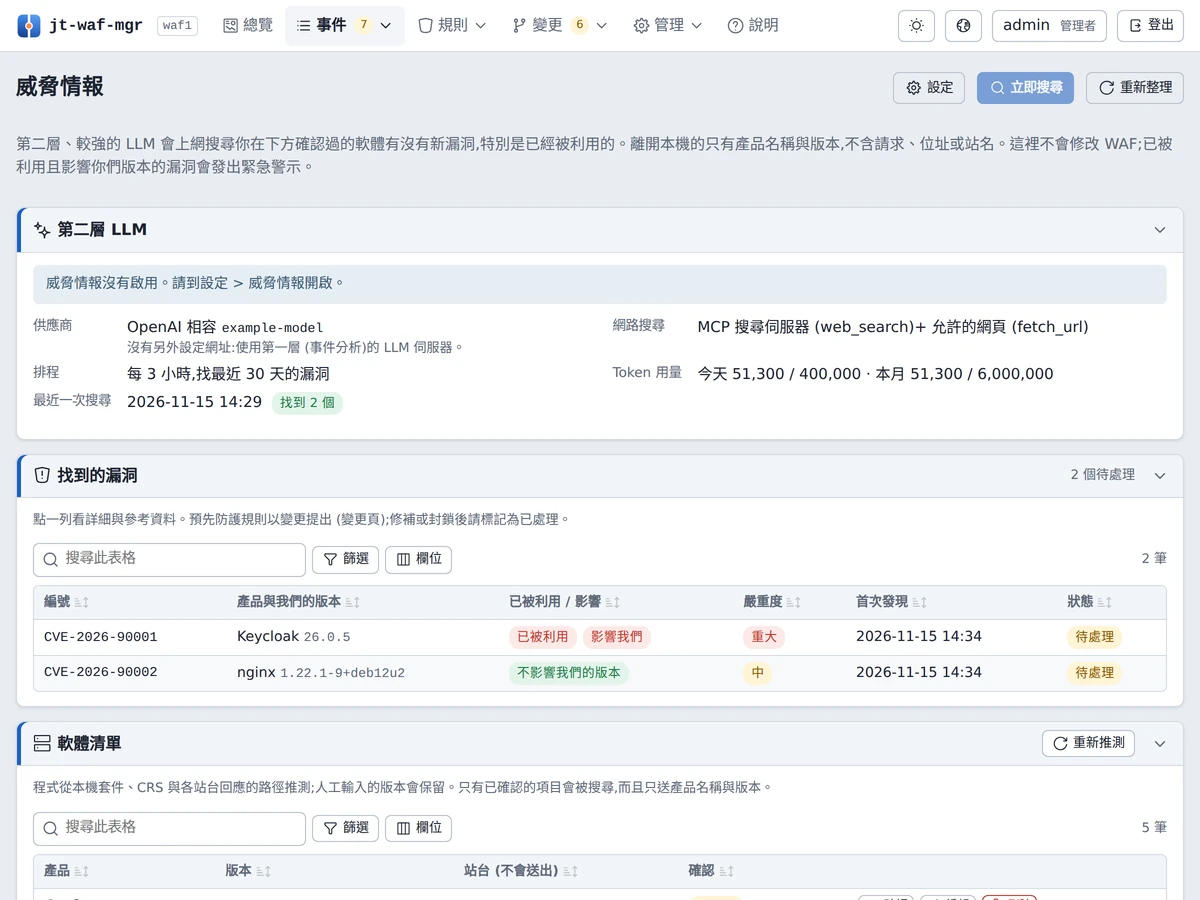 jt-waf-mgr waf1 總覽 事件 7 規則 變更 6 管理 說明 admin 管理者 登出
威脅情報 設定 立即搜尋 重新整理
第二層、較強的 LLM 會上網搜尋你在下方確認過的軟體有沒有新漏洞,特別是已經被利用的。離開本機的只有產品名稱與版本,不含請求、位址或站名。這裡不會修改 WAF;已被
利用且影響你們版本的漏洞會發出緊急警示。
第二層 LLM
威脅情報沒有啟用。請到設定 > 威脅情報開啟。
供應商 OpenAI 相容 example-model 網路搜尋 MCP 搜尋伺服器 (web_search)+ 允許的網頁 (fetch_url)
沒有另外設定網址:使用第一層 (事件分析)的 LLM 伺服器。
排程 每 3 小時,找最近 30 天的漏洞 Token 用量 今天 51,300 / 400,000 · 本月 51,300 / 6,000,000
最近一次搜尋 2026-11-15 14:29 找到 2 個
找到的漏洞 2 個待處理
點一列看詳細與參考資料。預先防護規則以變更提出 (變更頁);修補或封鎖後請標記為已處理。
搜尋此表格 篩選 欄位 2 筆
編號 產品與我們的版本 已被利用 / 影響 嚴重度 首次發現 狀態
CVE-2026-90001 Keycloak 26.0.5 已被利用 影響我們 重大 2026-11-15 14:34 待處理
CVE-2026-90002 nginx 1.22.1-9+deb12u2 不影響我們的版本 中 2026-11-15 14:34 待處理
軟體清單 重新推測
程式從本機套件、CRS 與各站台回應的路徑推測;人工輸入的版本會保留。只有已確認的項目會被搜尋,而且只送產品名稱與版本。
搜尋此表格 篩選 欄位 5 筆
產品 版本 站台 (不會送出) 確認